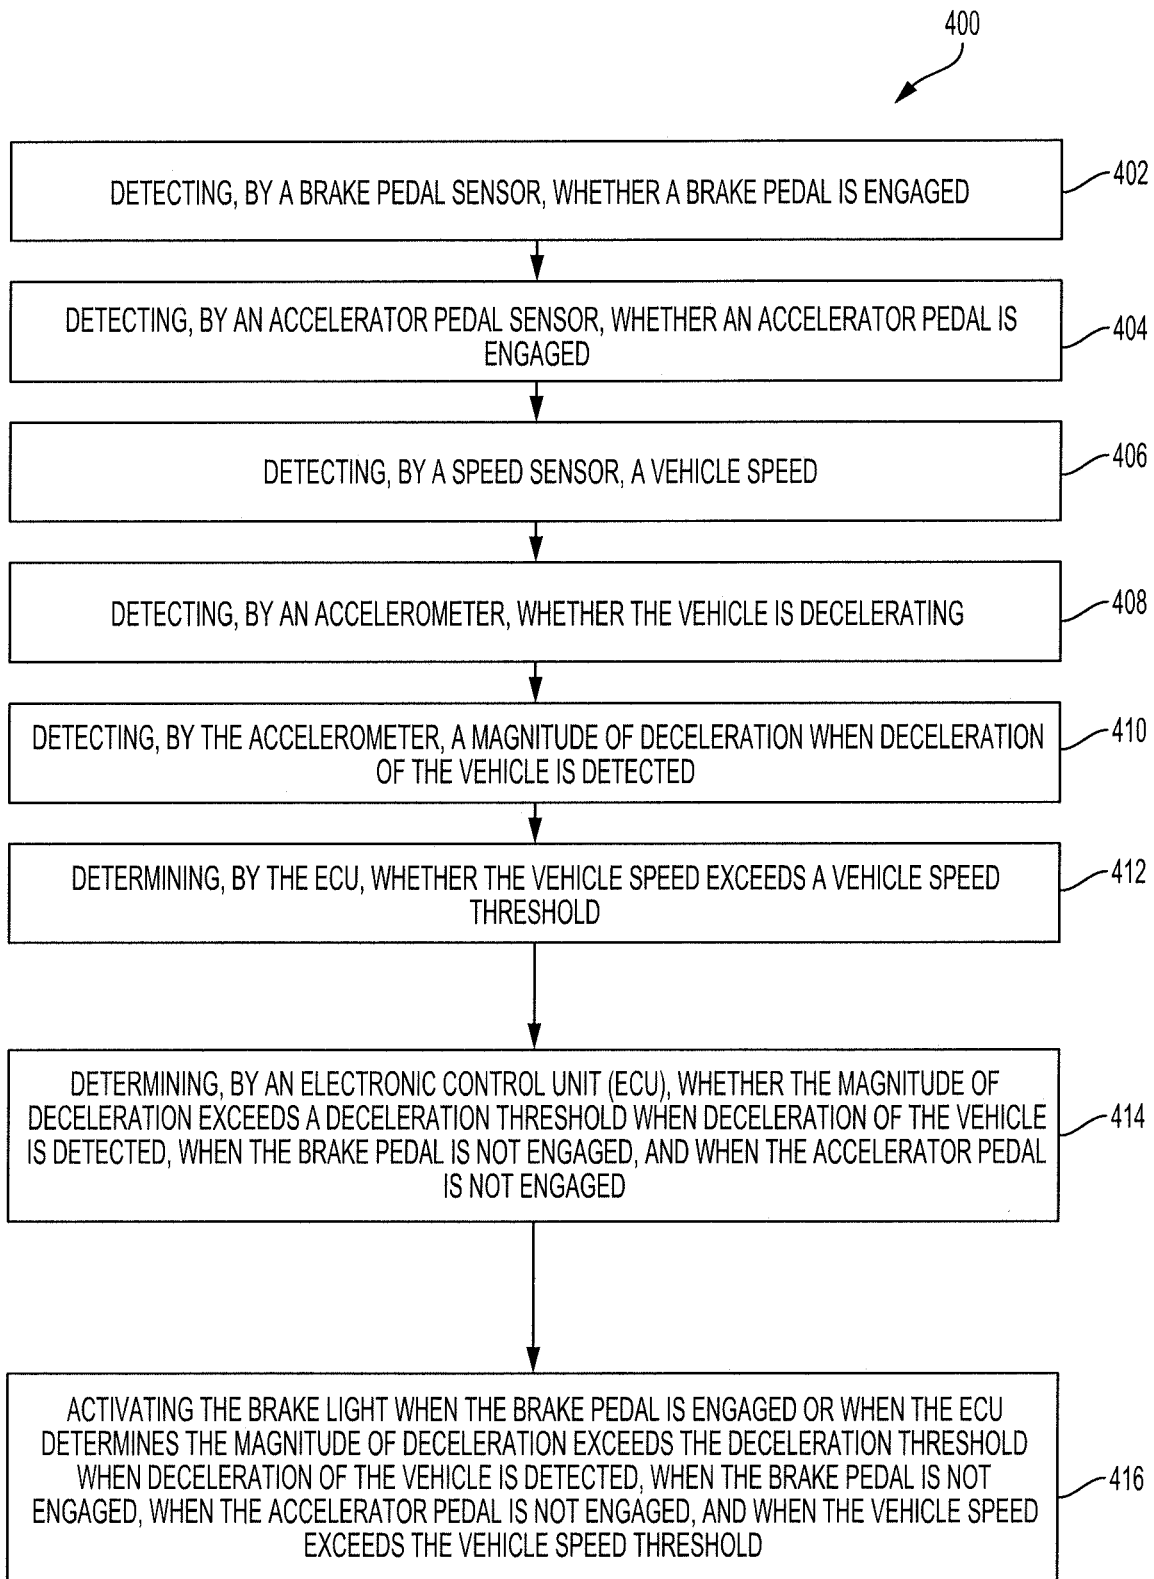 400
DETECTING, BY A BRAKE PEDAL SENSOR, WHETHER A BRAKE PEDAL IS ENGAGED
402
DETECTING, BY AN ACCELERATOR PEDAL SENSOR, WHETHER AN ACCELERATOR PEDAL IS
ENGAGED
404
DETECTING, BY A SPEED SENSOR, A VEHICLE SPEED
406
DETECTING, BY AN ACCELEROMETER, WHETHER THE VEHICLE IS DECELERATING
408
DETECTING, BY THE ACCELEROMETER, A MAGNITUDE OF DECELERATION WHEN DECELERATION
OF THE VEHICLE IS DETECTED
410
DETERMINING, BY THE ECU, WHETHER THE VEHICLE SPEED EXCEEDS A VEHICLE SPEED
THRESHOLD
412
DETERMINING, BY AN ELECTRONIC CONTROL UNIT (ECU), WHETHER THE MAGNITUDE OF
DECELERATION EXCEEDS A DECELERATION THRESHOLD WHEN DECELERATION OF THE VEHICLE
IS DETECTED, WHEN THE BRAKE PEDAL IS NOT ENGAGED, AND WHEN THE ACCELERATOR PEDAL
IS NOT ENGAGED
414
ACTIVATING THE BRAKE LIGHT WHEN THE BRAKE PEDAL IS ENGAGED OR WHEN THE ECU
DETERMINES THE MAGNITUDE OF DECELERATION EXCEEDS THE DECELERATION THRESHOLD
WHEN DECELERATION OF THE VEHICLE IS DETECTED, WHEN THE BRAKE PEDAL IS NOT
ENGAGED, WHEN THE ACCELERATOR PEDAL IS NOT ENGAGED, AND WHEN THE VEHICLE SPEED
EXCEEDS THE VEHICLE SPEED THRESHOLD
416